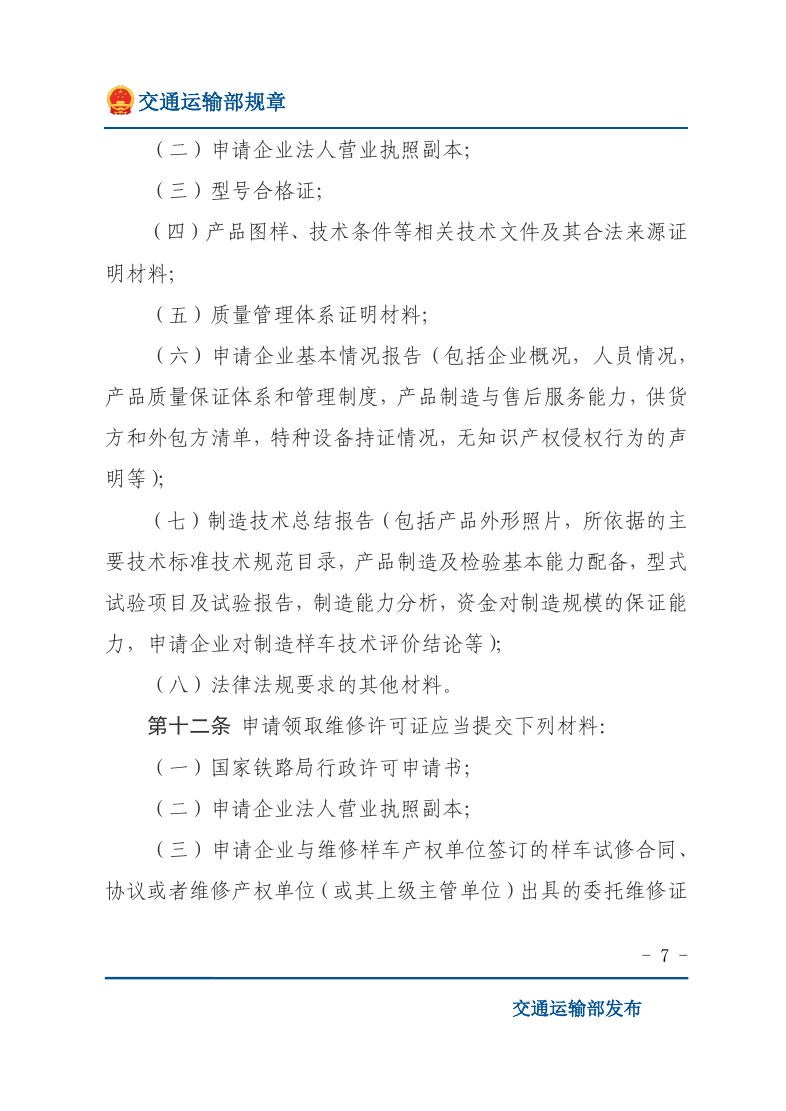 交通运输部规章
（二）申请企业法人营业执照副本；
（三）型号合格证；
（四）产品图样、技术条件等相关技术文件及其合法来源证
明材料；
（五）质量管理体系证明材料；
（六）申请企业基本情况报告（包括企业概况，人员情况，
产品质量保证体系和管理制度，产品制造与售后服务能力，供货
方和外包方清单，特种设备持证情况，无知识产权侵权行为的声
明等）；
（七）制造技术总结报告（包括产品外形照片，所依据的主
要技术标准技术规范目录，产品制造及检验基本能力配备，型式
试验项目及试验报告，制造能力分析，资金对制造规模的保证能
力，申请企业对制造样车技术评价结论等）；
（八）法律法规要求的其他材料。
第十二条 申请领取维修许可证应当提交下列材料：
（一）国家铁路局行政许可申请书；
（二）申请企业法人营业执照副本；
（三）申请企业与维修样车产权单位签订的样车试修合同、
协议或者维修产权单位（或其上级主管单位）出具的委托维修证
- 7 -
交通运输部发布